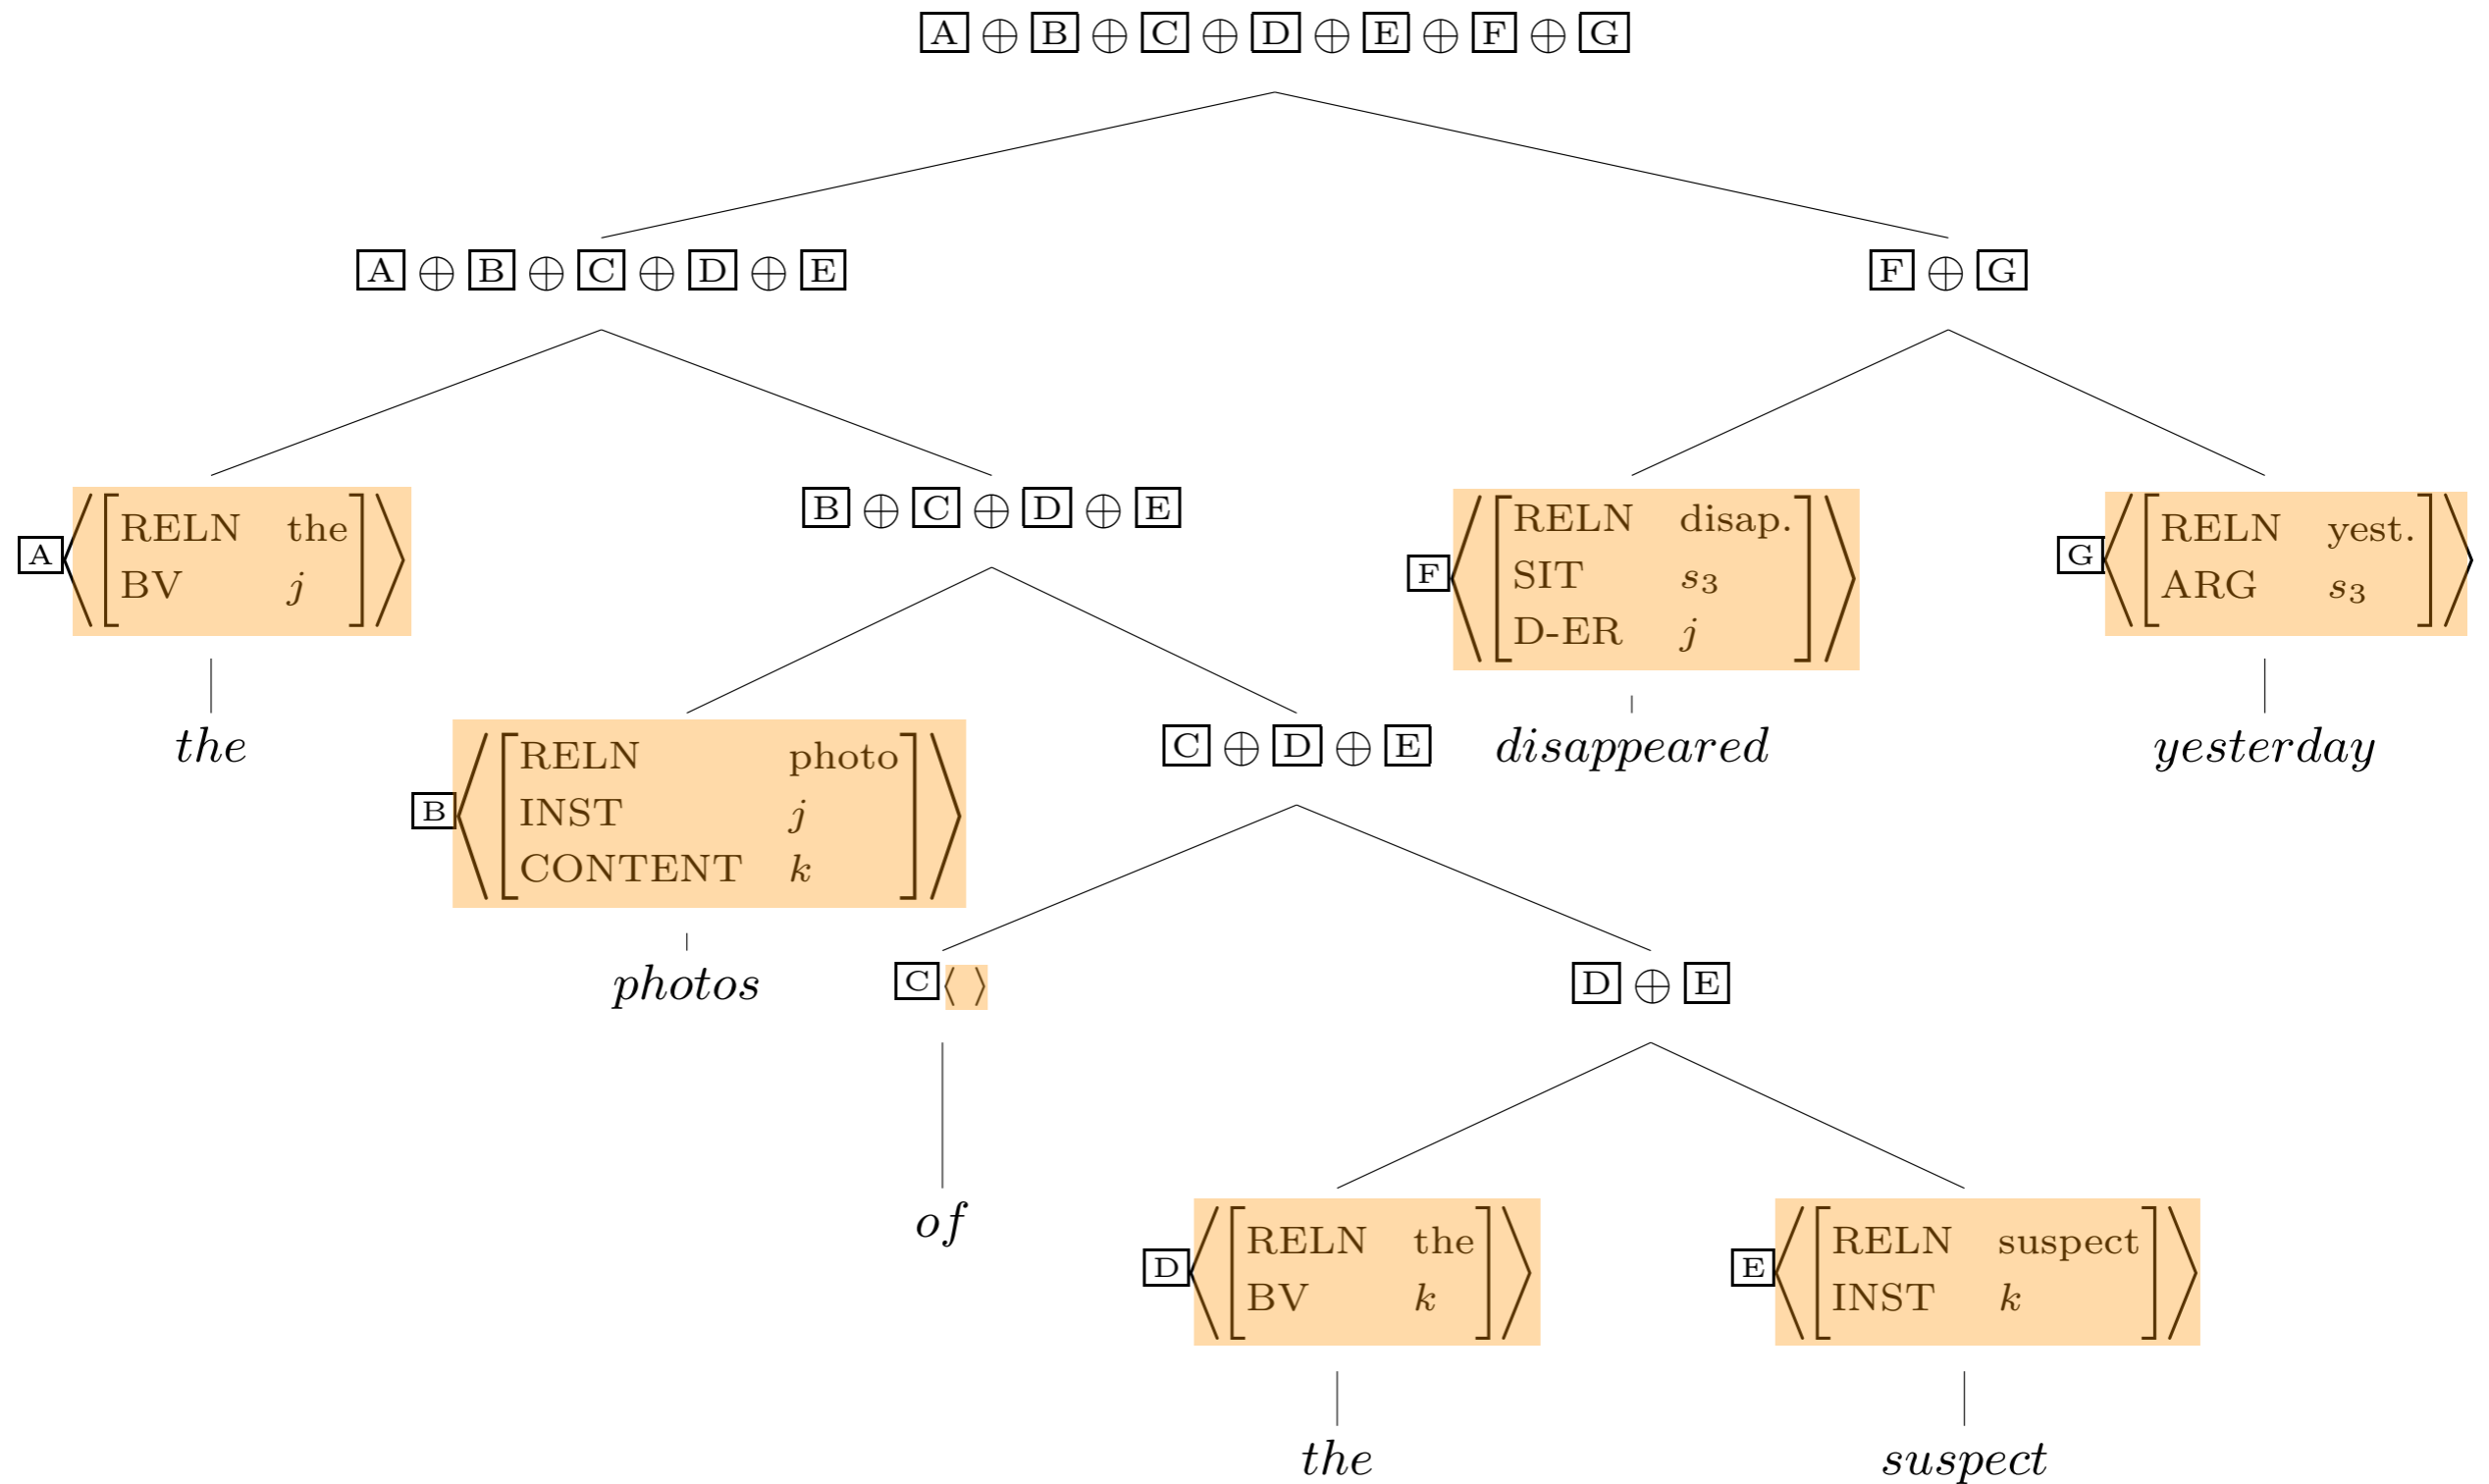 A ⊕ B ⊕ C ⊕ D ⊕ E ⊕ F ⊕ G
A ⊕ B ⊕ C ⊕ D ⊕ E
F ⊕ G
A ⟨[RELN the
BV j]⟩
the
B ⊕ C ⊕ D ⊕ E
F ⟨[RELN disap.
SIT s₃
D-ER j]⟩
disappeared
G ⟨[RELN yest.
ARG s₃]⟩
yesterday
B ⟨[RELN photo
INST j
CONTENT k]⟩
photos
C ⊕ D ⊕ E
C ⟨ ⟩
of
D ⊕ E
D ⟨[RELN the
BV k]⟩
the
E ⟨[RELN suspect
INST k]⟩
suspect